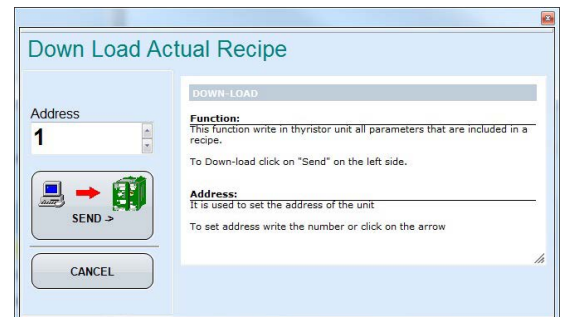 Down Load Actual Recipe
Address
1
SEND ->
CANCEL
DOWN-LOAD
Function:
This function write in thyristor unit all parameters that are included in a
recipe.
To Down-load click on "Send" on the left side.
Address:
It is used to set the address of the unit
To set address write the number or click on the arrow